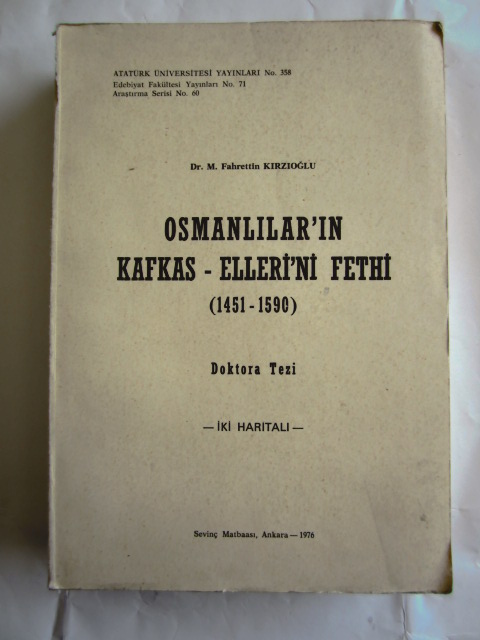 ATATÜRK ÜNİVERSİTESİ YAYINLARI No. 358
Edebiyat Fakültesi Yayınları No. 71
Araştırma Serisi No. 60
Dr. M. Fahrettin KIRZIOĞLU
OSMANLILAR'IN
KAFKAS - ELLERİ'Nİ FETHİ
(1451 - 1590)
Doktora Tezi
— İKİ HARITALI —
Sevinç Matbaası, Ankara — 1976